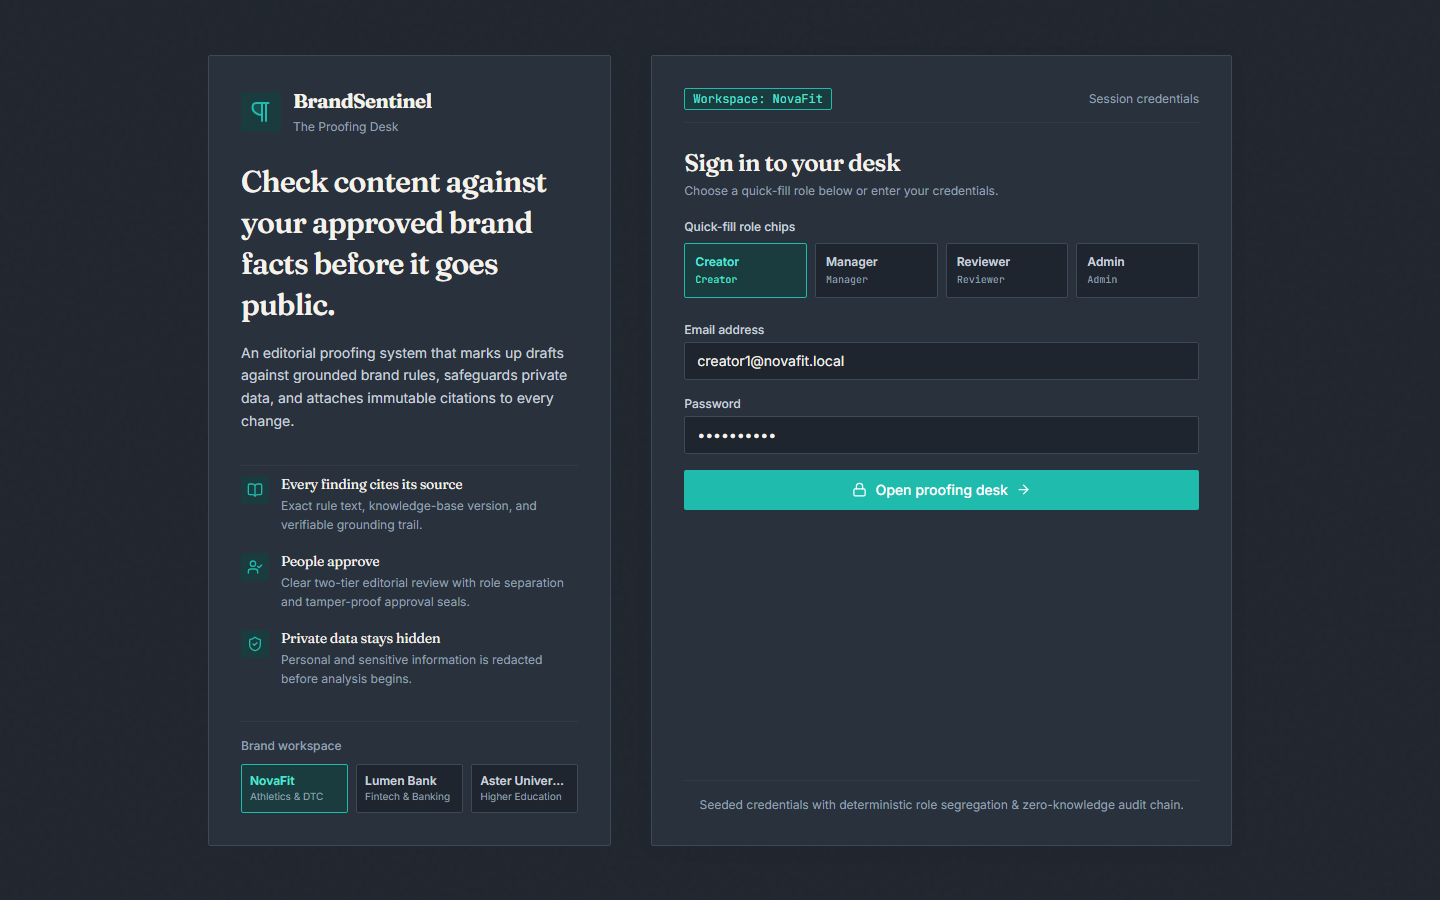 ¶
BrandSentinel
The Proofing Desk
Check content against
your approved brand
facts before it goes
public.
An editorial proofing system that marks up drafts
against grounded brand rules, safeguards private
data, and attaches immutable citations to every
change.
Every finding cites its source
Exact rule text, knowledge-base version, and
verifiable grounding trail.
People approve
Clear two-tier editorial review with role separation
and tamper-proof approval seals.
Private data stays hidden
Personal and sensitive information is redacted
before analysis begins.
Brand workspace
NovaFit
Athletics & DTC
Lumen Bank
Fintech & Banking
Aster Univer...
Higher Education
Workspace: NovaFit
Session credentials
Sign in to your desk
Choose a quick-fill role below or enter your credentials.
Quick-fill role chips
Creator
Creator
Manager
Manager
Reviewer
Reviewer
Admin
Admin
Email address
creator1@novafit.local
Password
••••••••••
Open proofing desk →
Seeded credentials with deterministic role segregation & zero-knowledge audit chain.